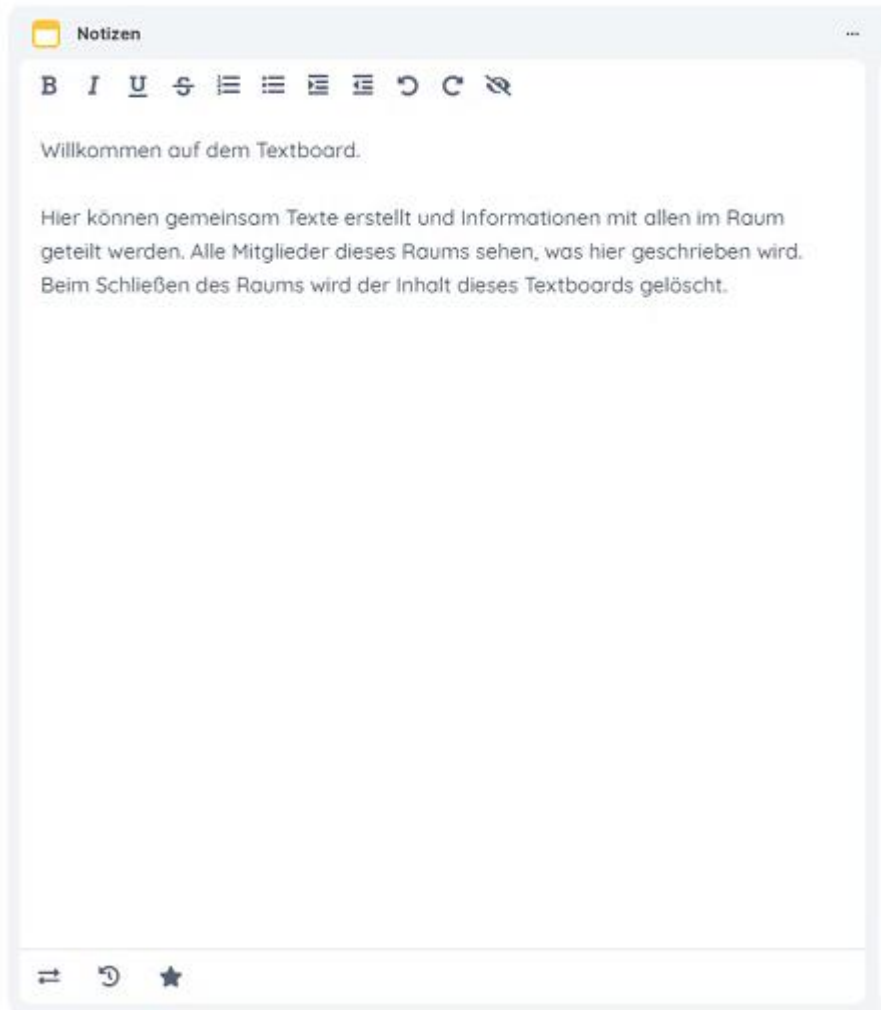 Notizen
Willkommen auf dem Textboard.
Hier können gemeinsam Texte erstellt und Informationen mit allen im Raum
geteilt werden. Alle Mitglieder dieses Raums sehen, was hier geschrieben wird.
Beim Schließen des Raums wird der Inhalt dieses Textboards gelöscht.